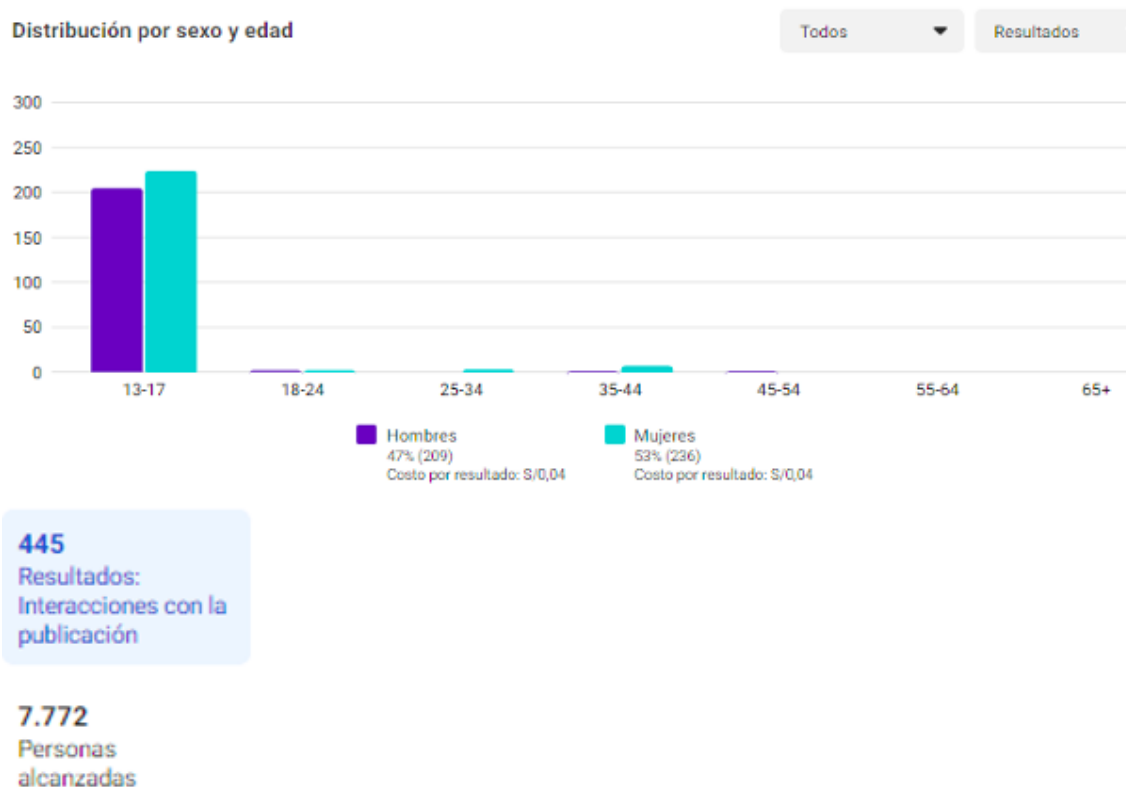 Distribución por sexo y edad
Todos
Resultados
300
250
200
150
100
50
0
13-17
18-24
25-34
35-44
45-54
55-64
65+
Hombres
47% (209)
Costo por resultado: S/0,04
Mujeres
53% (236)
Costo por resultado: S/0,04
445
Resultados:
Interacciones con la
publicación
7.772
Personas
alcanzadas